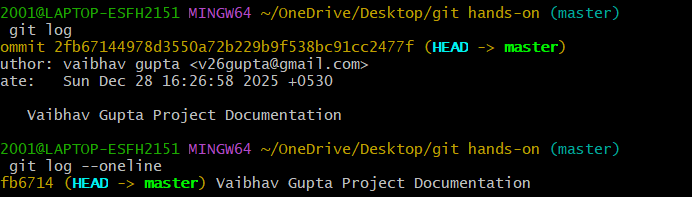 2001@LAPTOP-ESFH2151 MINGW64 ~/OneDrive/Desktop/git hands-on (master)
git log
ommit 2fb67144978d3550a72b229b9f538bc91cc2477f (HEAD -> master)
uthor: vaibhav gupta <v26gupta@gmail.com>
ate:   Sun Dec 28 16:26:58 2025 +0530
Vaibhav Gupta Project Documentation
2001@LAPTOP-ESFH2151 MINGW64 ~/OneDrive/Desktop/git hands-on (master)
git log --oneline
fb6714 (HEAD -> master) Vaibhav Gupta Project Documentation